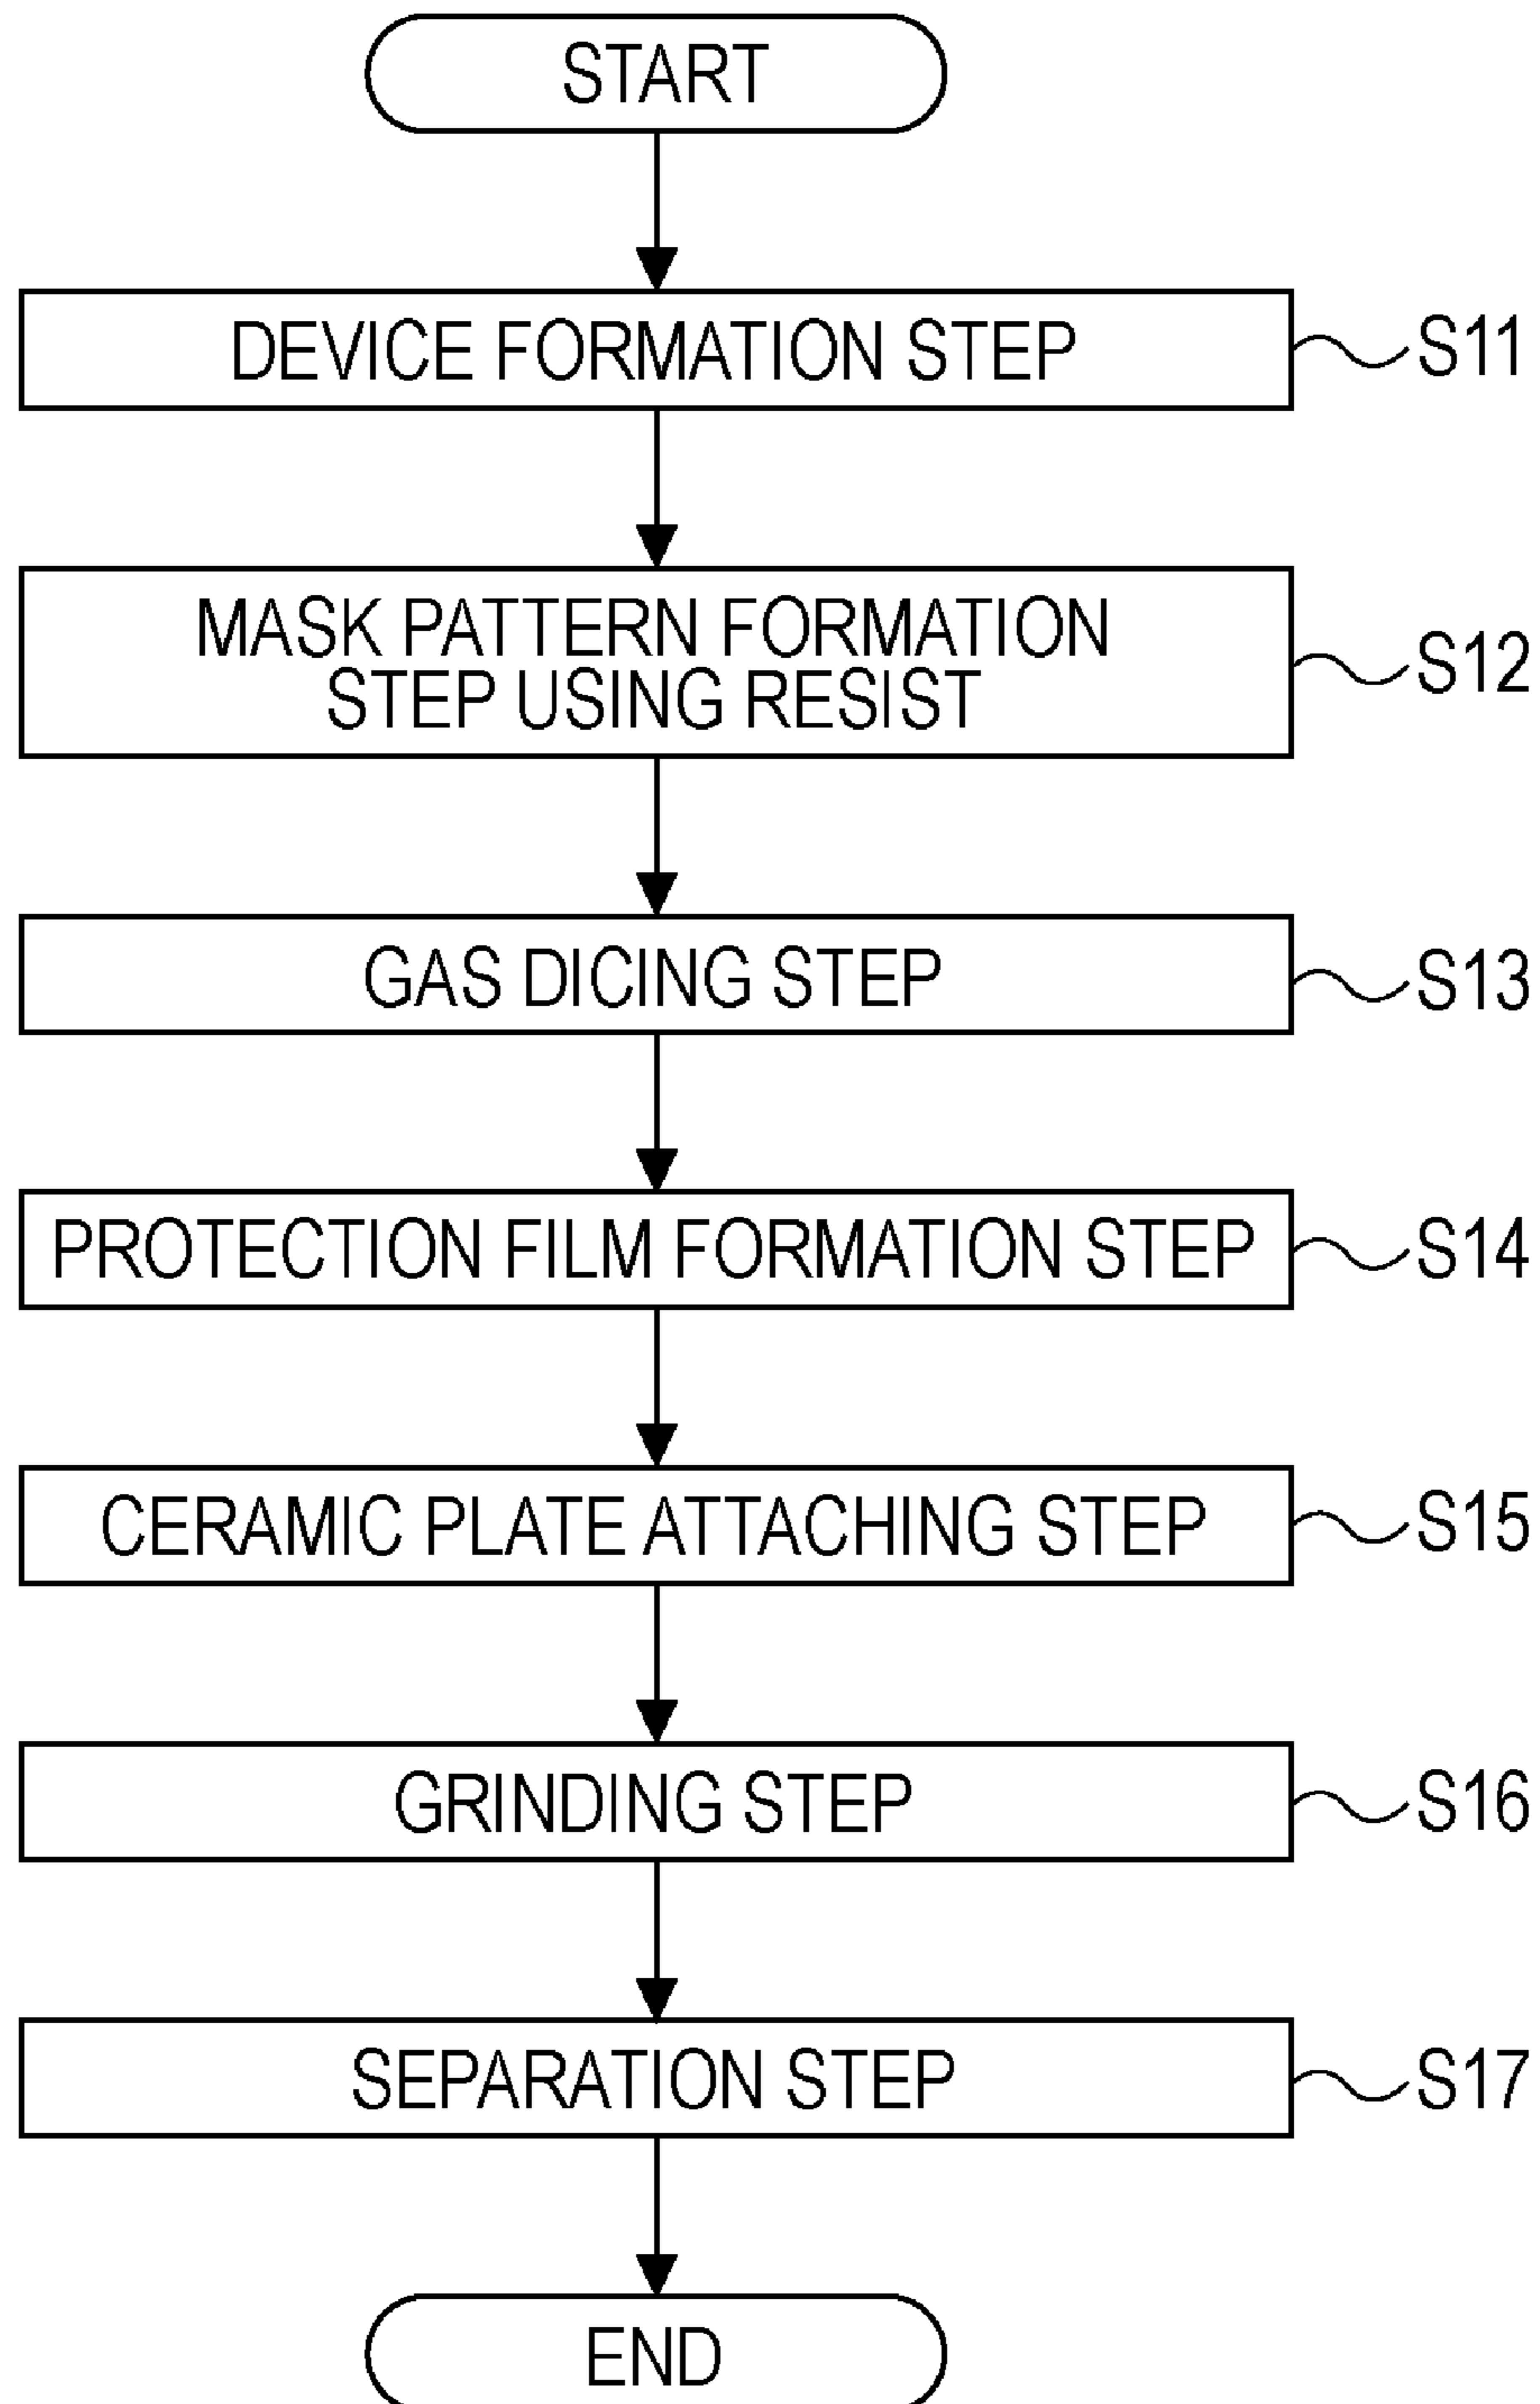 START
DEVICE FORMATION STEP
S11
MASK PATTERN FORMATION
STEP USING RESIST
S12
GAS DICING STEP
S13
PROTECTION FILM FORMATION STEP
S14
CERAMIC PLATE ATTACHING STEP
S15
GRINDING STEP
S16
SEPARATION STEP
S17
END